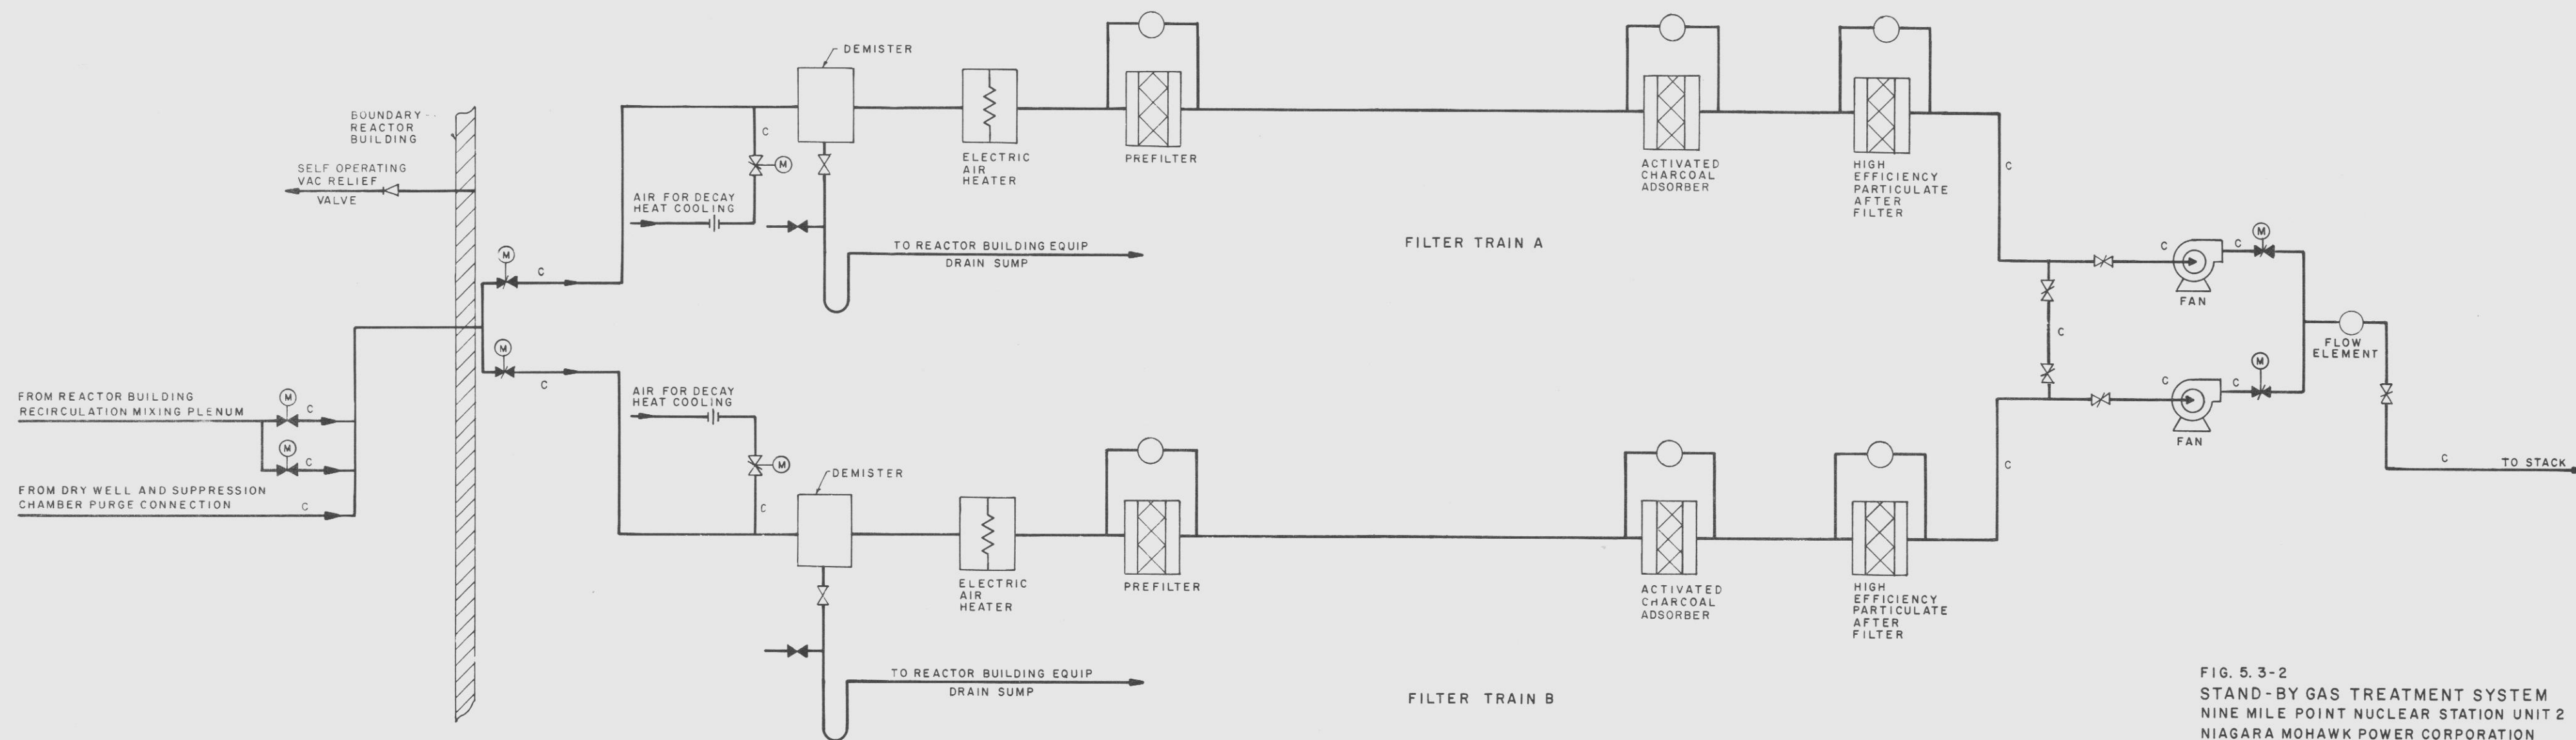 DEMISTER
BOUNDARY
REACTOR
BUILDING
SELF OPERATING
VAC RELIEF
VALVE
C
M
AIR FOR DECAY
HEAT COOLING
ELECTRIC
AIR
HEATER
PREFILTER
ACTIVATED
CHARCOAL
ADSORBER
HIGH
EFFICIENCY
PARTICULATE
AFTER
FILTER
C
TO REACTOR BUILDING EQUIP
DRAIN SUMP
FILTER TRAIN A
M
C
M
C
C
C
M
FAN
C
FLOW
ELEMENT
C
C
M
FAN
C
TO STACK
FROM REACTOR BUILDING
RECIRCULATION MIXING PLENUM
M
C
M
C
FROM DRY WELL AND SUPPRESSION
CHAMBER PURGE CONNECTION
C
AIR FOR DECAY
HEAT COOLING
M
C
DEMISTER
ELECTRIC
AIR
HEATER
PREFILTER
ACTIVATED
CHARCOAL
ADSORBER
HIGH
EFFICIENCY
PARTICULATE
AFTER
FILTER
C
TO REACTOR BUILDING EQUIP
DRAIN SUMP
FILTER TRAIN B
FIG. 5.3-2
STAND-BY GAS TREATMENT SYSTEM
NINE MILE POINT NUCLEAR STATION UNIT 2
NIAGARA MOHAWK POWER CORPORATION